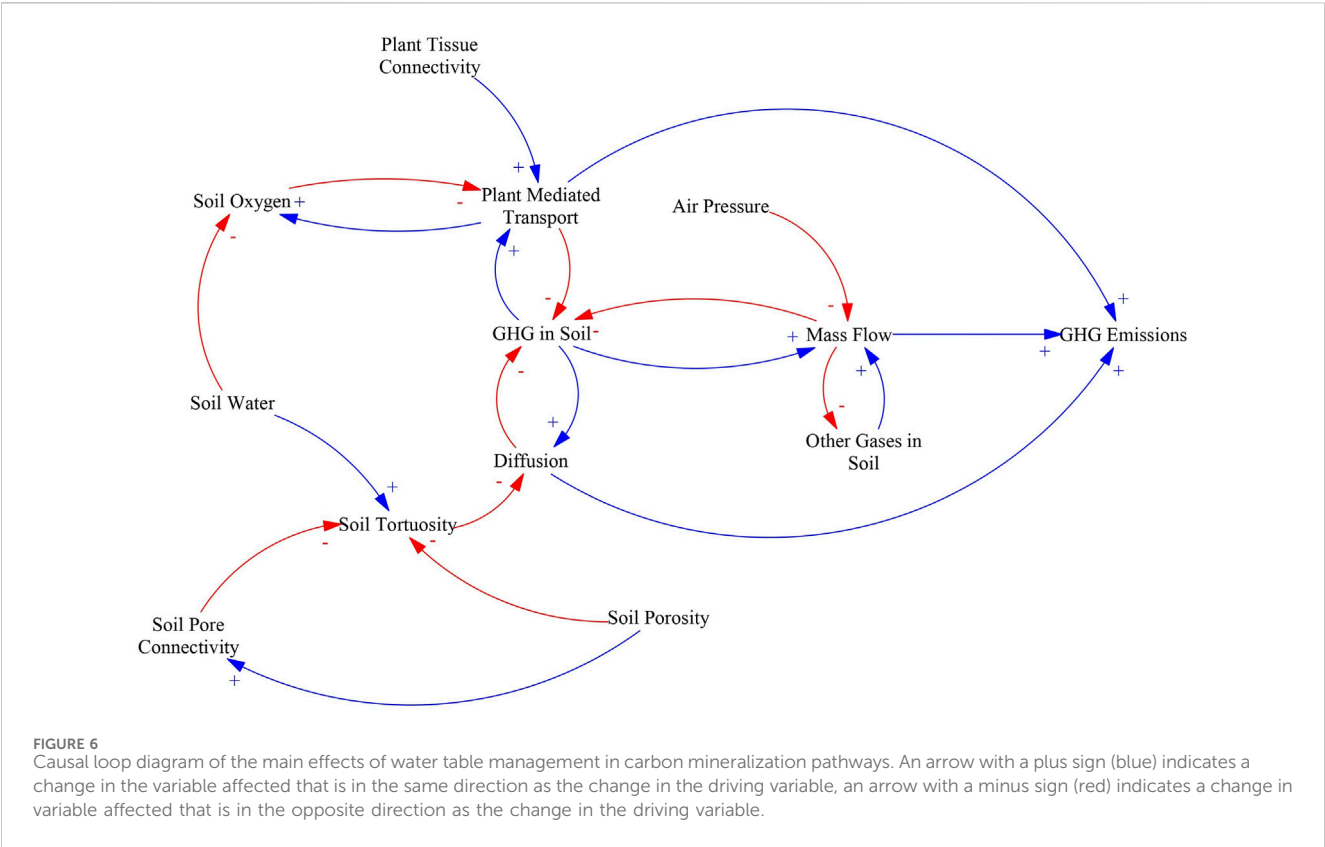 Plant Tissue
Connectivity
+
Soil Oxygen +
-
Plant Mediated
Transport
Air Pressure
-
+
-
-
+
GHG in Soil -
+ Mass Flow
+
GHG Emissions
+
-
+
+
-
Soil Water
Other Gases in
Soil
Diffusion
-
+
Soil Tortuosity
-
-
Soil Pore
Connectivity
Soil Porosity
+
FIGURE 6
Causal loop diagram of the main effects of water table management in carbon mineralization pathways. An arrow with a plus sign (blue) indicates a
change in the variable affected that is in the same direction as the change in the driving variable, an arrow with a minus sign (red) indicates a change in
variable affected that is in the opposite direction as the change in the driving variable.